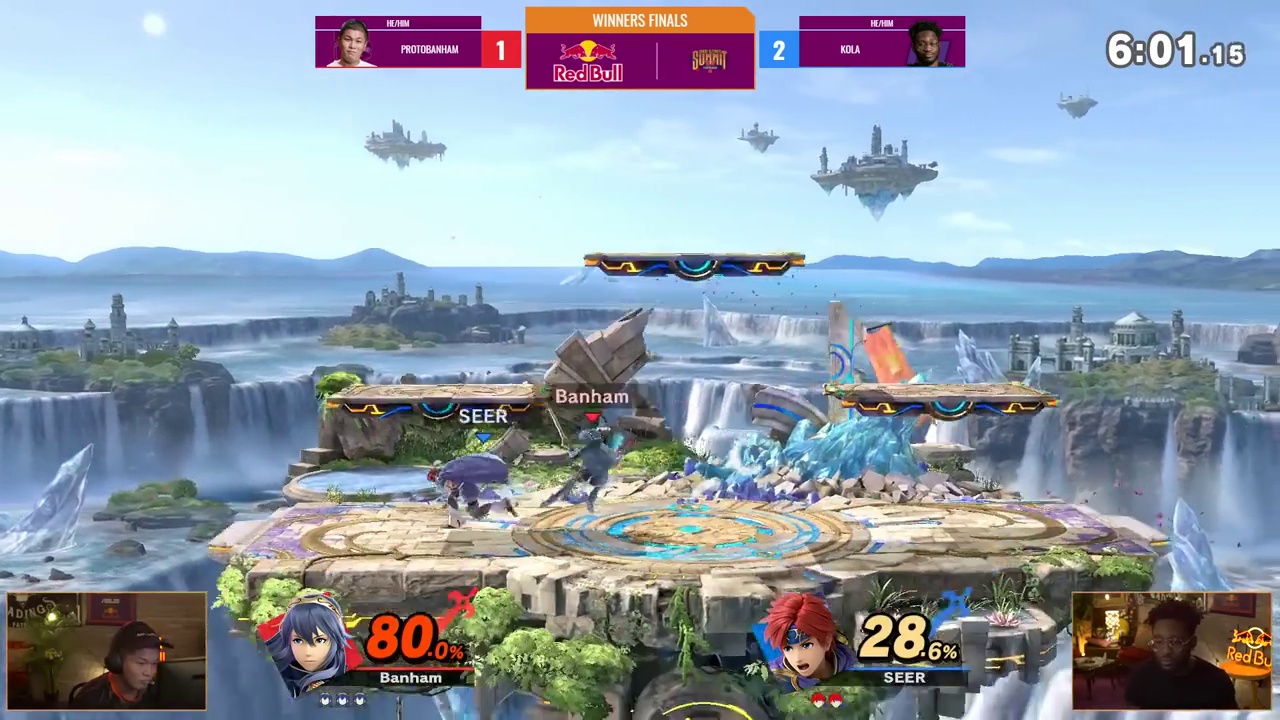 HE/HIM
PROTOBANHAM
1
WINNERS FINALS
Red Bull
SUMMIT
2
HE/HIM
KOLA
6:01.15
Banham
SEER
80.0%
Banham
28.6%
SEER
Red Bu